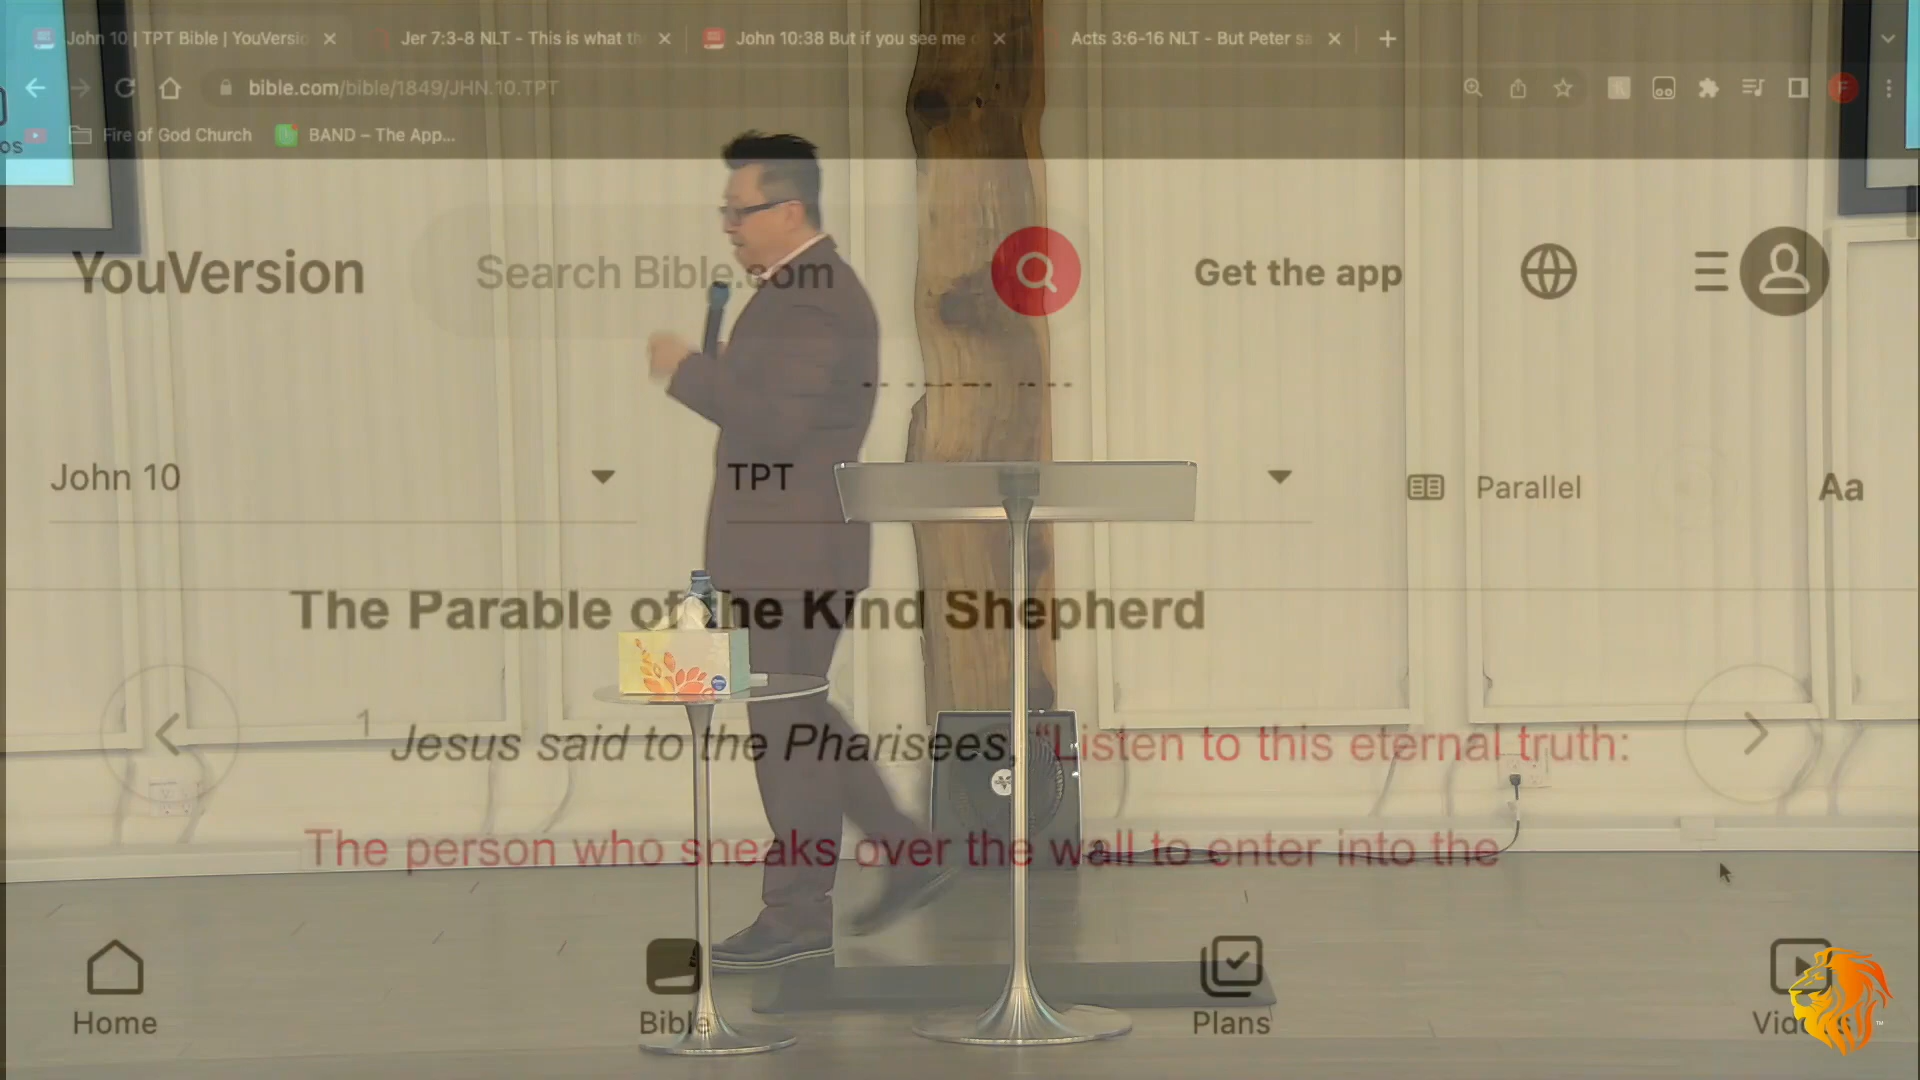 John 10 | TPT Bible | YouVersio
Jer 7:3-8 NLT - This is what th
John 10:38 But if you see me
Acts 3:6-16 NLT - But Peter sa
bible.com/bible/1849/JHN.10.TPT
os
Fire of God Church
BAND – The App...
YouVersion
Search Bible.com
Get the app
John 10
TPT
Parallel
Aa
The Parable of the Kind Shepherd
1 Jesus said to the Pharisees, “Listen to this eternal truth:
The person who sneaks over the wall to enter into the
Home
Bible
Plans
TM